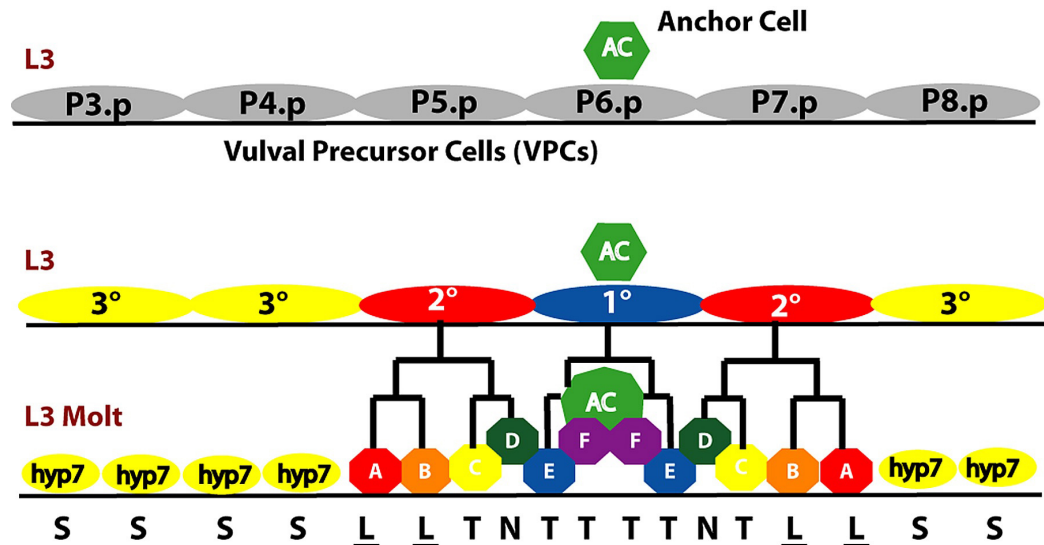 Anchor Cell
L3
AC
P3.p P4.p P5.p P6.p P7.p P8.p
Vulval Precursor Cells (VPCs)
L3
AC
3° 3° 2° 1° 2° 3°
L3 Molt
AC
D F F D
hyp7 hyp7 hyp7 hyp7 A B C E E C B A hyp7 hyp7
S S S S L L T N T T T T N T L L S S